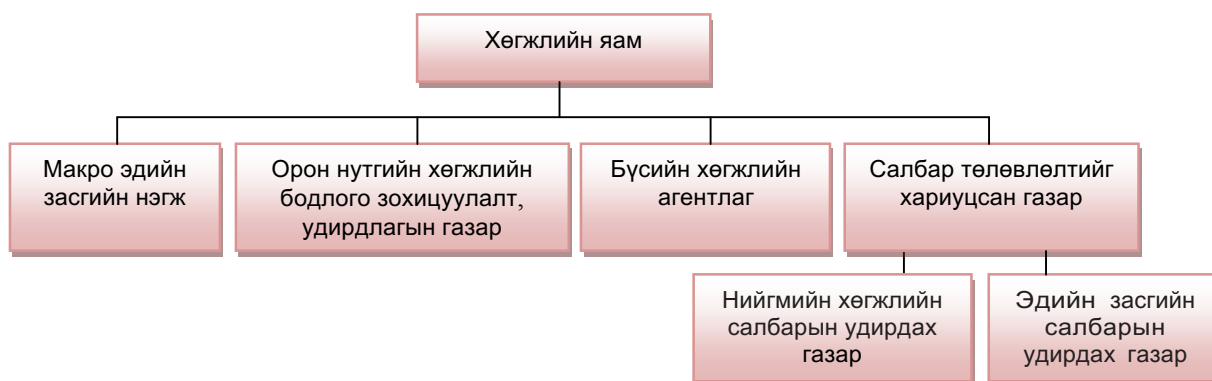 Хөгжлийн яам
Макро эдийн
засгийн нэгж
Орон нутгийн хөгжлийн
бодлого зохицуулалт,
удирдлагын газар
Бүсийн хөгжлийн
агентлаг
Салбар төлөвлөлтийг
хариуцсан газар
Нийгмийн хөгжлийн
салбарын удирдах
газар
Эдийн засгийн
салбарын
удирдах газар